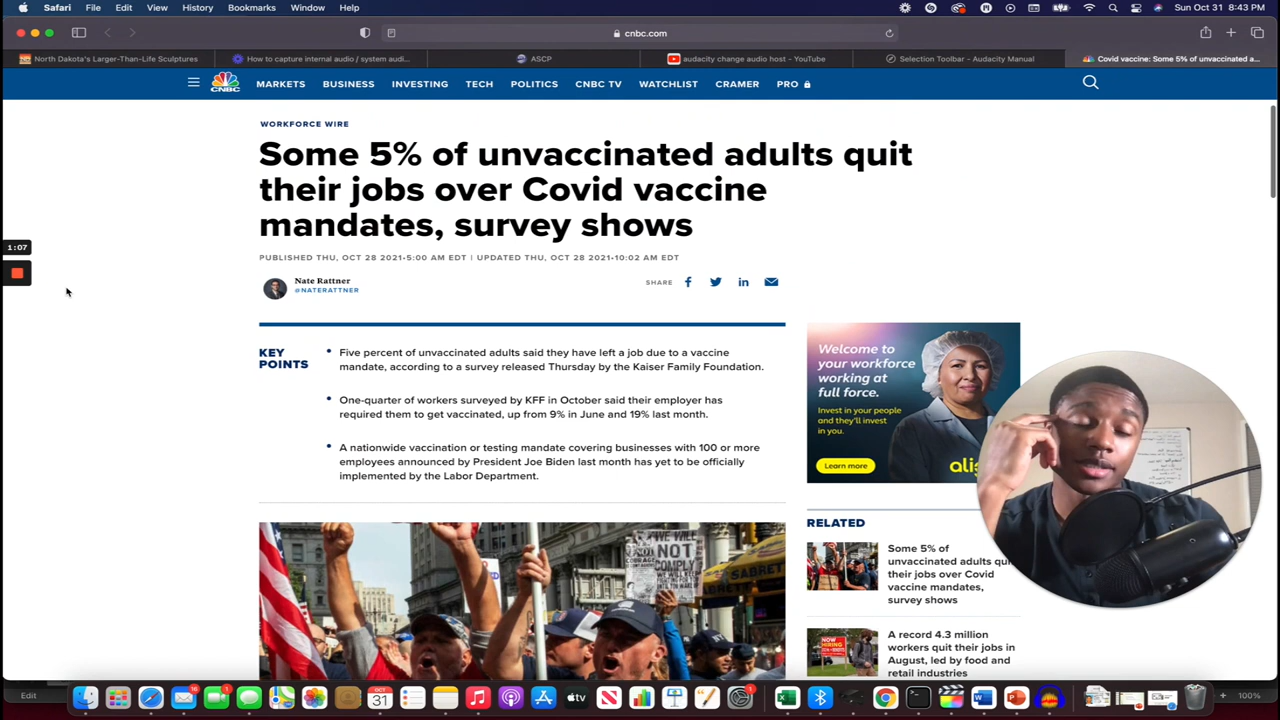 Safari File Edit View History Bookmarks Window Help
Sun Oct 31 8:43 PM
cnbc.com
North Dakota's Larger-Than-Life Sculptures
How to capture internal audio / system audi...
ASCP
audacity change audio host - YouTube
Selection Toolbar - Audacity Manual
Covid vaccine: Some 5% of unvaccinated a...
CNBC
MARKETS BUSINESS INVESTING TECH POLITICS CNBC TV WATCHLIST CRAMER PRO
WORKFORCE WIRE
Some 5% of unvaccinated adults quit
their jobs over Covid vaccine
mandates, survey shows
1:07
PUBLISHED THU, OCT 28 2021•5:00 AM EDT | UPDATED THU, OCT 28 2021•10:02 AM EDT
Nate Rattner
@NATERATTNER
SHARE
KEY
POINTS
Five percent of unvaccinated adults said they have left a job due to a vaccine
mandate, according to a survey released Thursday by the Kaiser Family Foundation.
One-quarter of workers surveyed by KFF in October said their employer has
required them to get vaccinated, up from 9% in June and 19% last month.
A nationwide vaccination or testing mandate covering businesses with 100 or more
employees announced by President Joe Biden last month has yet to be officially
implemented by the Labor Department.
Welcome to
your workforce
working at
full force.
Invest in your people
and they'll invest
in you.
Learn more
RELATED
Some 5% of
unvaccinated adults qui
their jobs over Covid
vaccine mandates,
survey shows
A record 4.3 million
workers quit their jobs in
August, led by food and
retail industries
WE WILL
NOT
COMPLY
SABRET
NOW
HIRING
Edit
OCT
31
tv
100%